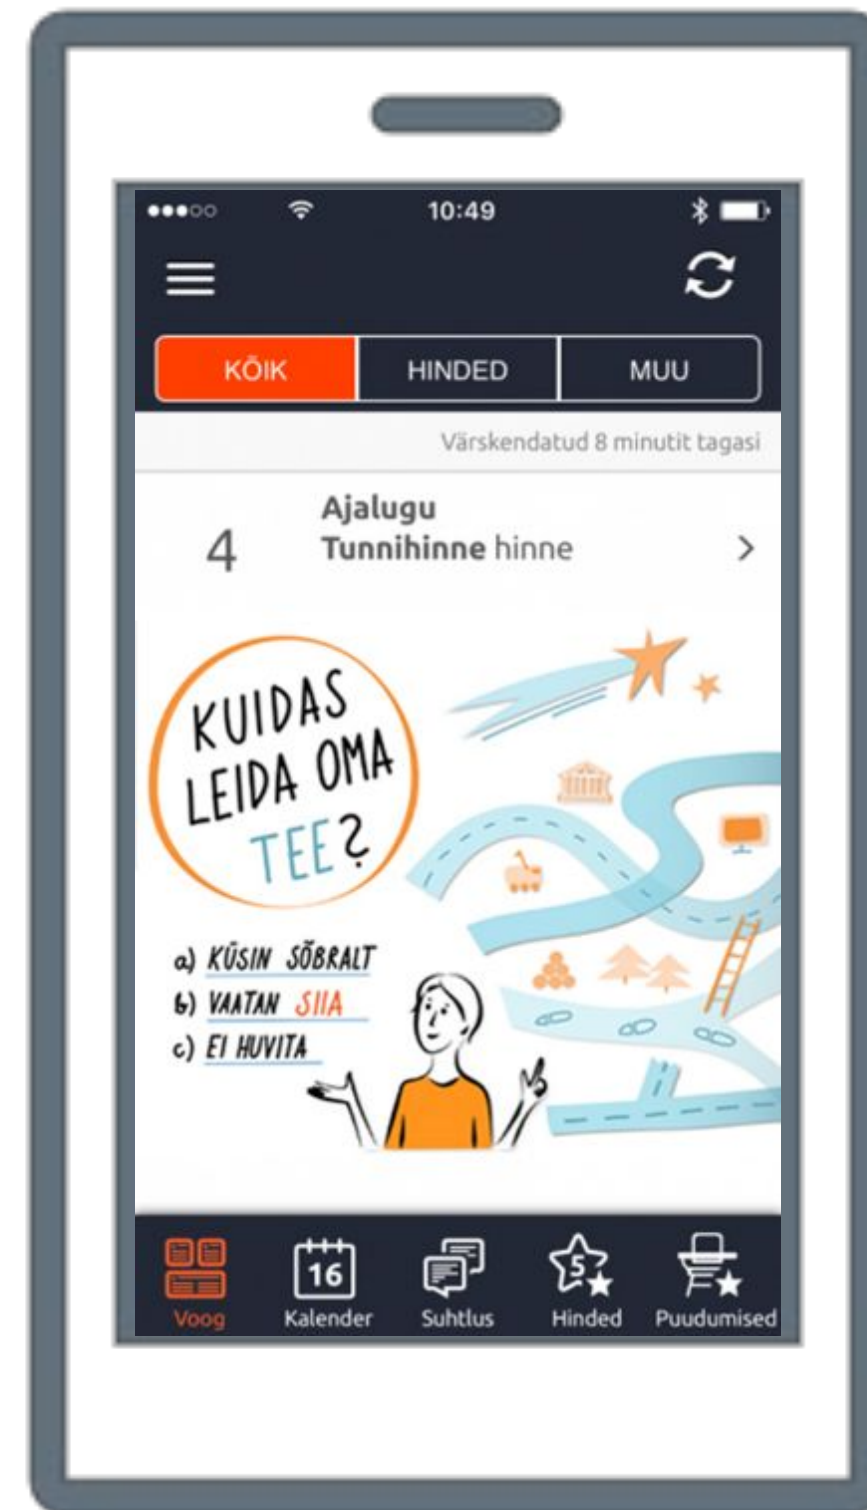 10:49
KÕIK HINDED MUU
Värskendatud 8 minutit tagasi
4
Ajalugu
Tunnihinne hinne
KUIDAS
LEIDA OMA
TEE?
a) KÜSIN SÕBRALT
b) VAATAN SIIA
c) EI HUVITA
16 5
Voog Kalender Suhtlus Hinded Puudumised